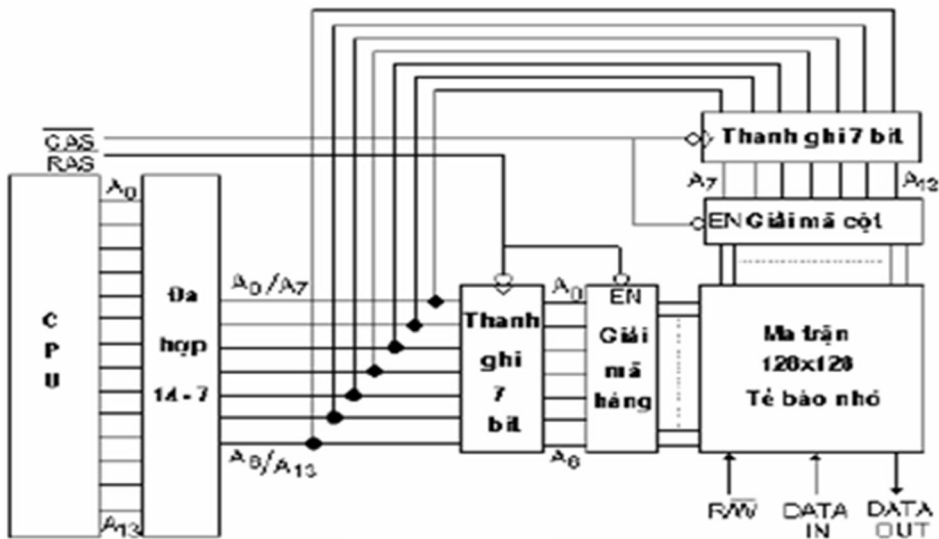 CAS
RAS
Thanh ghi 7 bit
A7
A12
EN Giải mã cột
A0
A13
CPU
Đa
hợp
14 - 7
A0/A7
A6/A13
Thanh
ghi
7
bit
A0
A6
EN
Giải
mã
hàng
Ma trận
128x128
Tế bào nhớ
R/W
DATA
IN
DATA
OUT